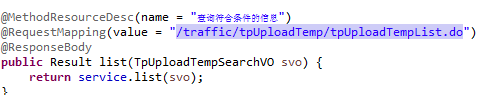 @MethodResourceDesc(name = "查询符合条件的信息")
@RequestMapping(value = "/traffic/tpUploadTemp/tpUploadTempList.do")
@ResponseBody
public Result list(TpUploadTempSearchVO svo) {
return service.list(svo);
}